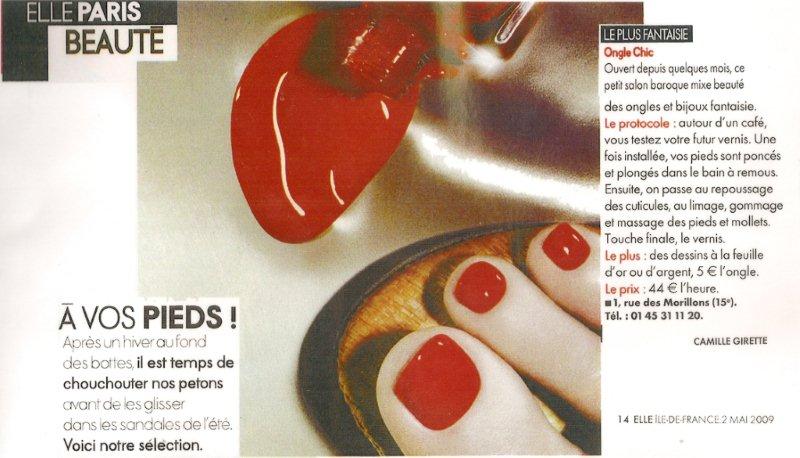 ELLE PARIS
BEAUTÉ
À VOS PIEDS !
Après un hiver au fond
des bottes, il est temps de
chouchouter nos petons
avant de les glisser
dans les sandales de l'été.
Voici notre sélection.
LE PLUS FANTAISIE
Ongle Chic
Ouvert depuis quelques mois, ce
petit salon baroque mixe beauté
des ongles et bijoux fantaisie.
Le protocole : autour d'un café,
vous testez votre futur vernis. Une
fois installée, vos pieds sont poncés
et plongés dans le bain à remous.
Ensuite, on passe au repoussage
des cuticules, au limage, gommage
et massage des pieds et mollets.
Touche finale, le vernis.
Le plus : des dessins à la feuille
d'or ou d'argent, 5 € l'ongle.
Le prix : 44 € l'heure.
■ 1, rue des Morillons (15e).
Tél. : 01 45 31 11 20.
CAMILLE GIRETTE
14 ELLE ÎLE-DE-FRANCE 2 MAI 2009